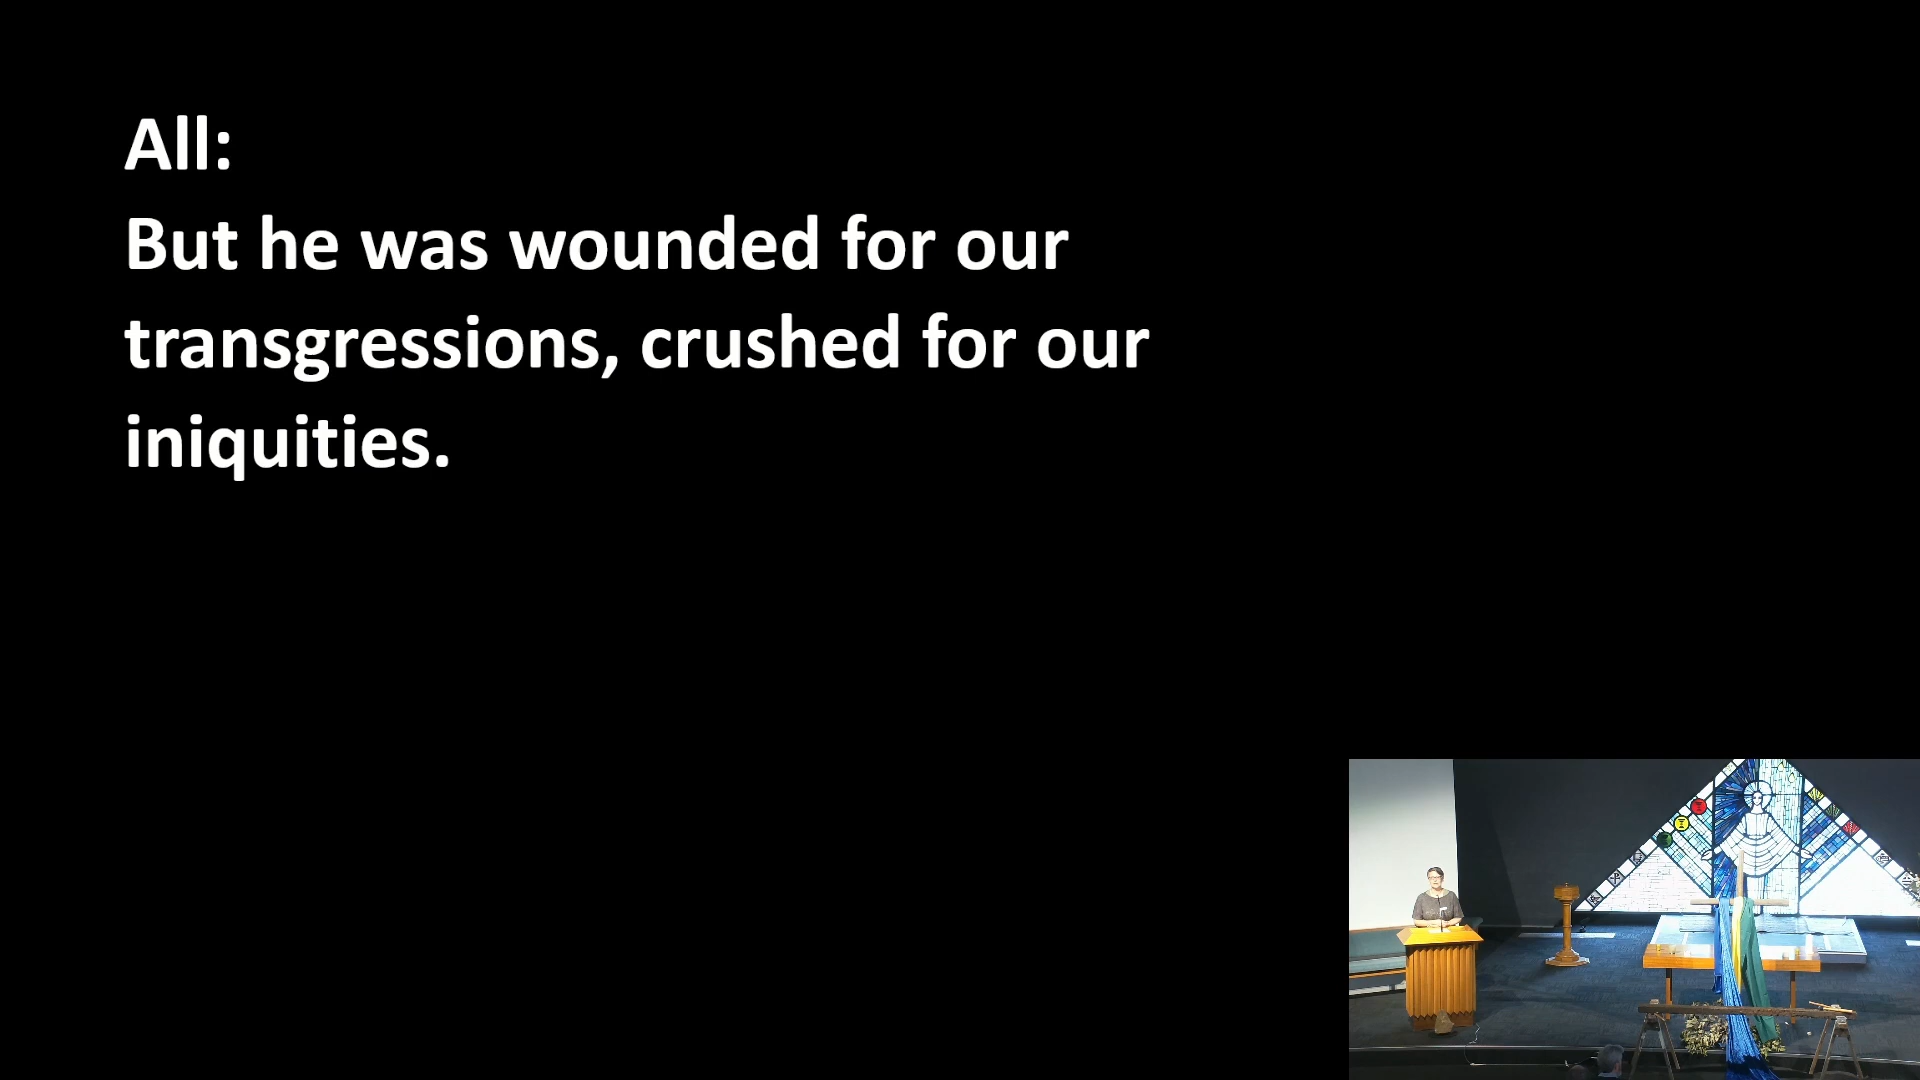 All:
But he was wounded for our
transgressions, crushed for our
iniquities.